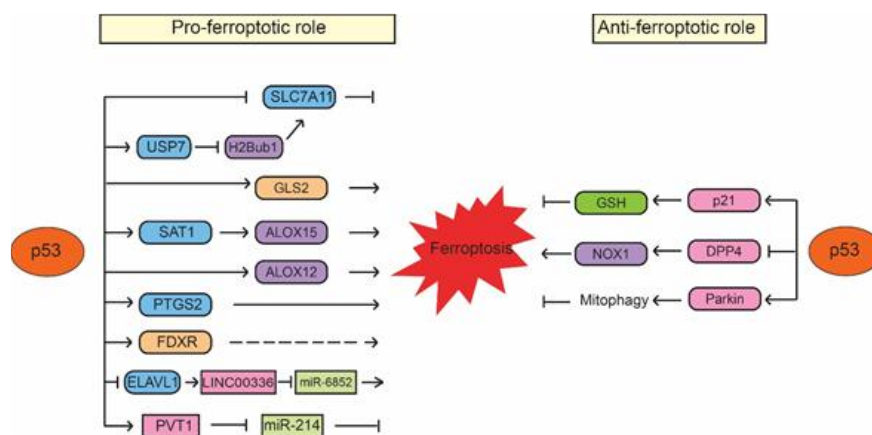 Pro-ferroptotic role
Anti-ferroptotic role
SLC7A11
USP7
H2Bub1
GLS2
SAT1
ALOX15
ALOX12
PTGS2
FDXR
ELAVL1
LINC00336
miR-6852
PVT1
miR-214
p53
Ferroptosis
GSH
p21
NOX1
DPP4
Mitophagy
Parkin
p53